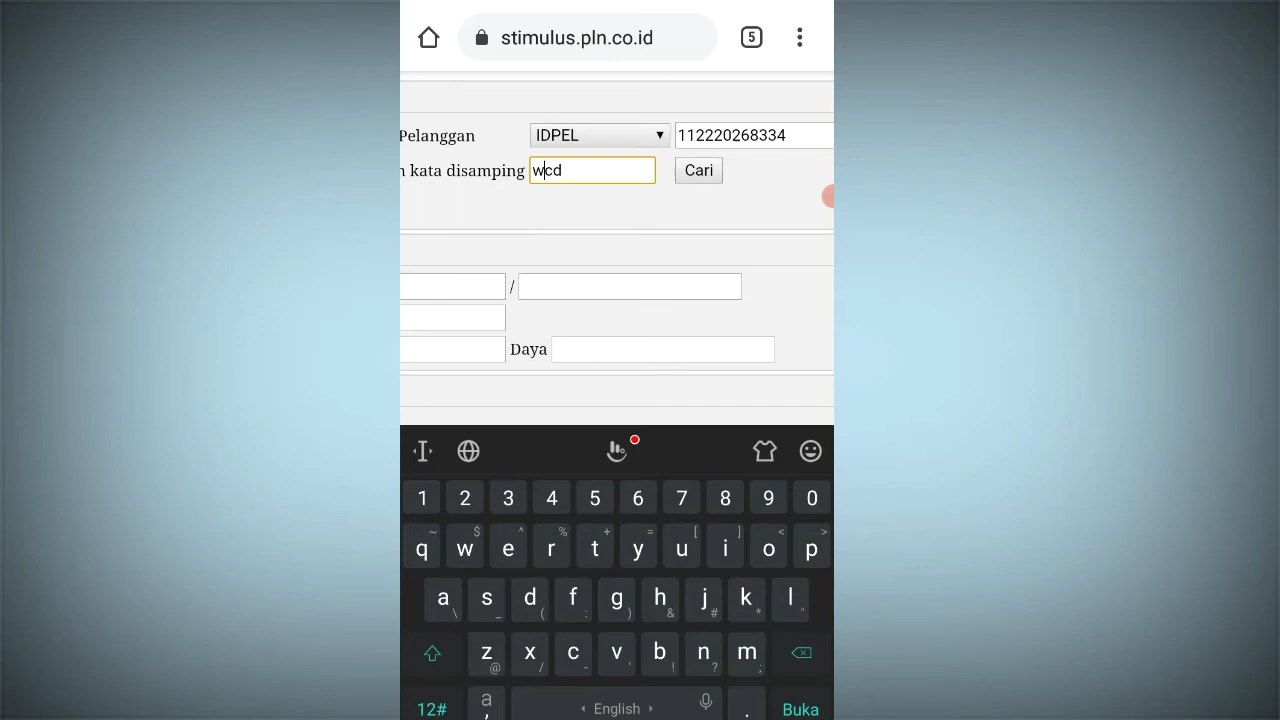 stimulus.pln.co.id 5
Pelanggan IDPEL 112220268334
n kata disamping wcd Cari
/
Daya
1 2 3 4 5 6 7 8 9 0
~ $ ^ % + = [ ] < >
q w e r t y u i o p
a s d f g h j k l
\ _ ( : ) & # * "
z x c v b n m
@ / - ' ! ? ;
12# a , English . Buka